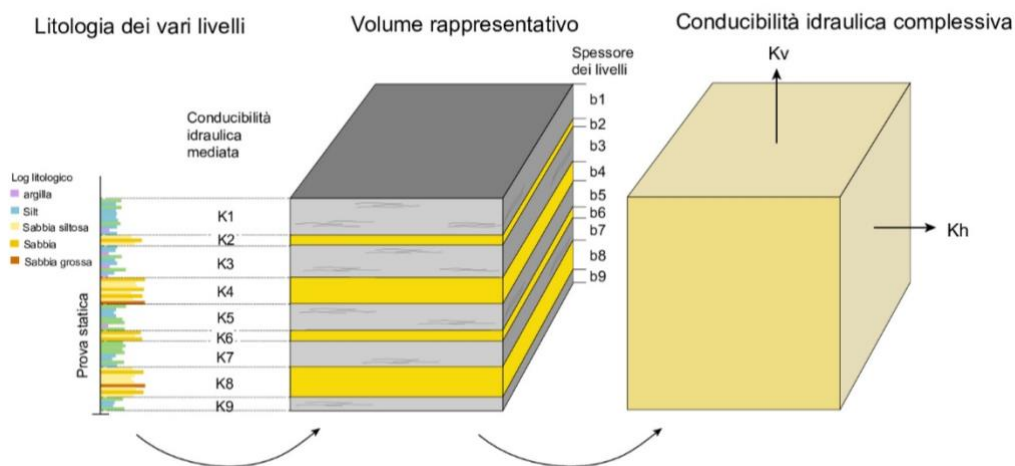 Litologia dei vari livelli
Volume rappresentativo
Conducibilità idraulica complessiva
Spessore
dei livelli
Kv
b1
b2
b3
b4
b5
b6
b7
b8
b9
Kh
Conducibilità
idraulica
mediata
Log litologico
argilla
Silt
Sabbia siltosa
Sabbia
Sabbia grossa
Prova statica
K1
K2
K3
K4
K5
K6
K7
K8
K9